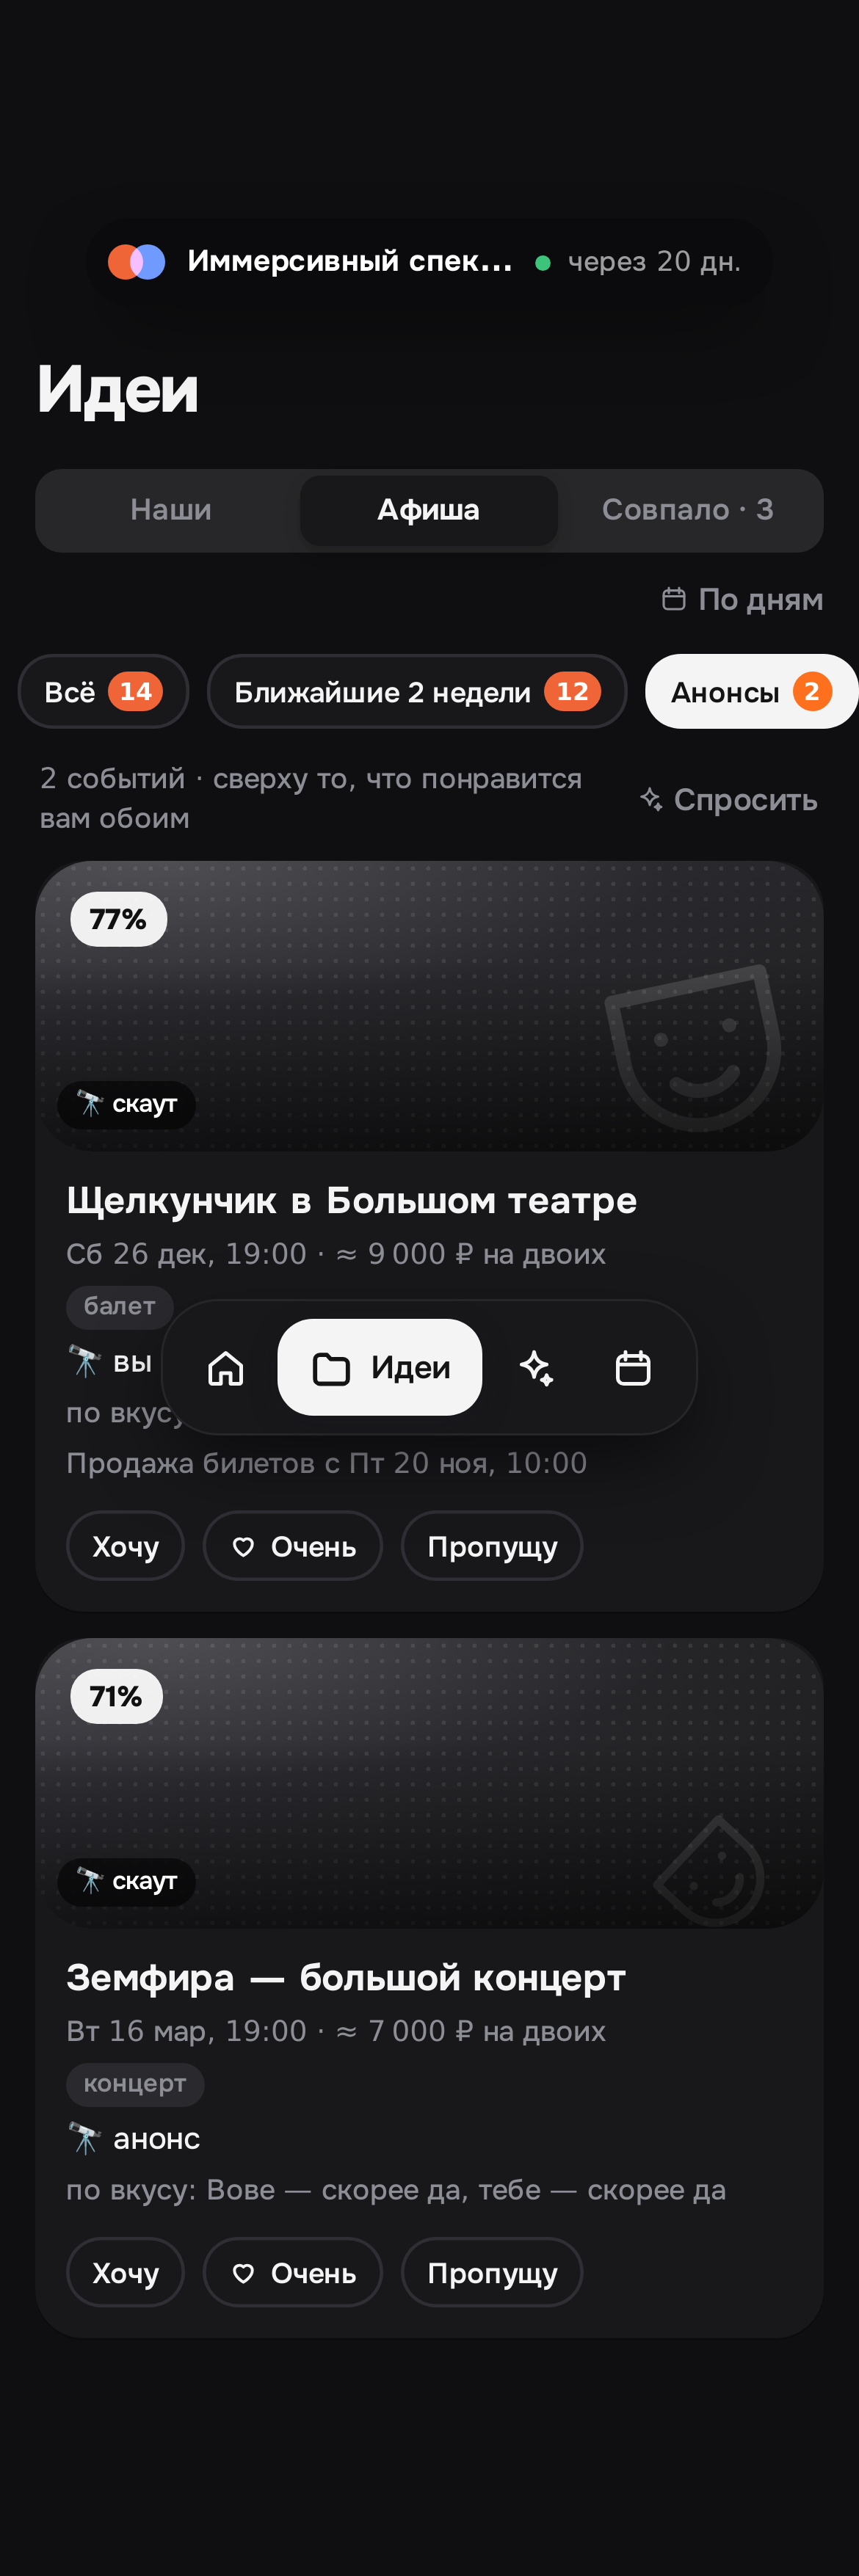 Иммерсивный спек... через 20 дн.
Идеи
Наши Афиша Совпало · 3
По дням
Всё 14 Ближайшие 2 недели 12 Анонсы 2
2 событий · сверху то, что понравится
вам обоим
Спросить
77%
скаут
Щелкунчик в Большом театре
Сб 26 дек, 19:00 · ≈ 9 000 ₽ на двоих
балет
вы
Идеи
по вкусу
Продажа билетов с Пт 20 ноя, 10:00
Хочу Очень Пропущу
71%
скаут
Земфира — большой концерт
Вт 16 мар, 19:00 · ≈ 7 000 ₽ на двоих
концерт
анонс
по вкусу: Вове — скорее да, тебе — скорее да
Хочу Очень Пропущу